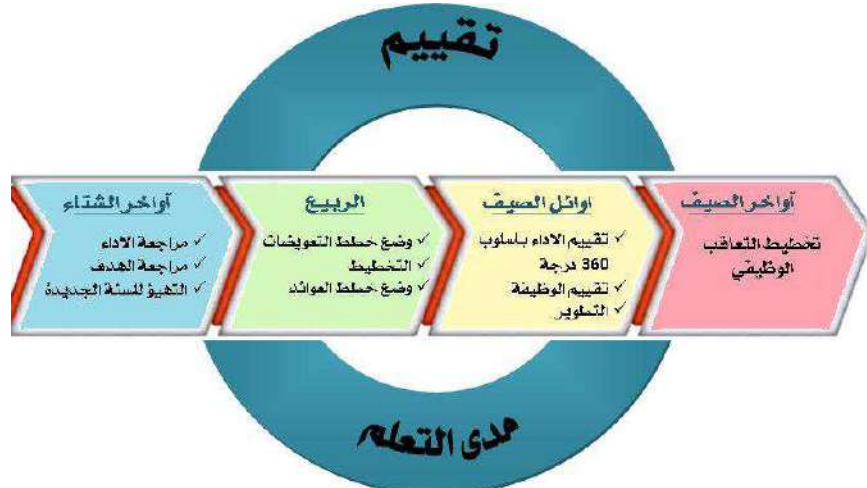 تقييم
أواخر الشتاء
✓ مراجعة الاداء
✓ مراجعة الهدف
✓ التهيؤ للسنة الجديدة
الربيع
✓ وضع خطط التعويضات
✓ التخطيط
✓ وضع خطط العوائد
اوائل الصيف
✓ تقييم الاداء باسلوب
360 درجة
✓ تقييم الوظيفة
✓ التطوير
أواخر الصيف
تخطيط التعاقب
الوظيفي
مدى التعلم